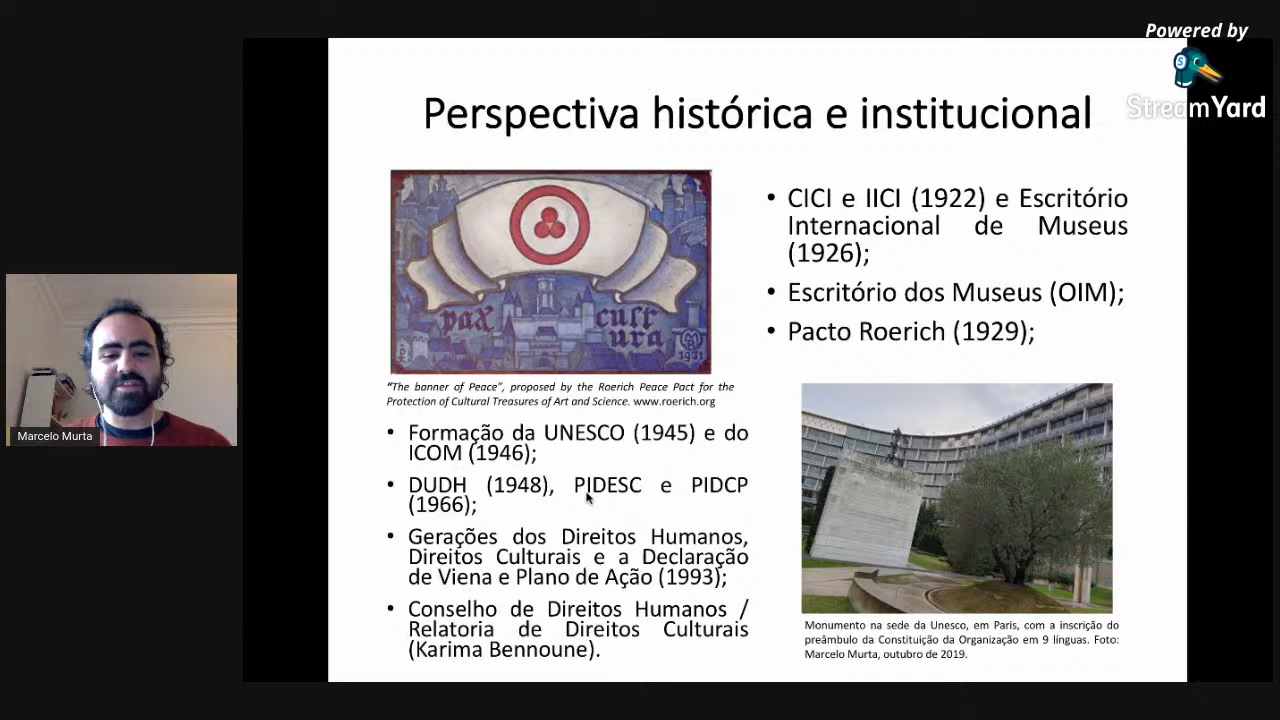 Powered by
StreamYard
Perspectiva histórica e institucional
pax
cult
ura
1931
"The banner of Peace", proposed by the Roerich Peace Pact for the
Protection of Cultural Treasures of Art and Science. www.roerich.org
• Formação da UNESCO (1945) e do
ICOM (1946);
• DUDH (1948), PIDESC e PIDCP
(1966);
• Gerações dos Direitos Humanos,
Direitos Culturais e a Declaração
de Viena e Plano de Ação (1993);
• Conselho de Direitos Humanos /
Relatoria de Direitos Culturais
(Karima Bennoune).
• CICI e IICI (1922) e Escritório
Internacional de Museus
(1926);
• Escritório dos Museus (OIM);
• Pacto Roerich (1929);
Monumento na sede da Unesco, em Paris, com a inscrição do
preâmbulo da Constituição da Organização em 9 línguas. Foto:
Marcelo Murta, outubro de 2019.
Marcelo Murta